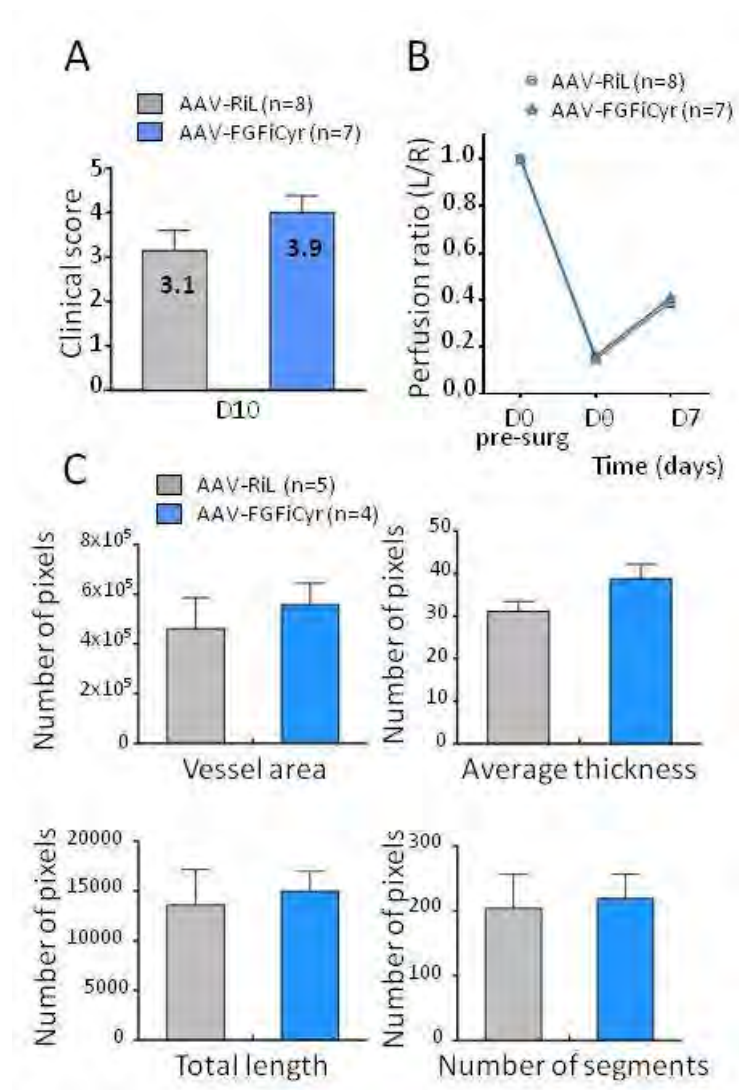 A
AAV-RiL (n=8)
AAV-FGFiCyr (n=7)
Clinical score
5
4
3
2
1
0
3.1
3.9
D10
B
AAV-RiL (n=8)
AAV-FGFiCyr (n=7)
Perfusion ratio (L/R)
1.0
0.8
0.6
0.4
0.2
0.0
D0 D0 D7
pre-surg
Time (days)
C
AAV-RiL (n=5)
AAV-FGFiCyr (n=4)
Number of pixels
8x10⁵
6x10⁵
4x10⁵
2x10⁵
0
Vessel area
Number of pixels
50
40
30
20
10
0
Average thickness
Number of pixels
20000
15000
10000
5000
0
Total length
Number of pixels
300
200
100
0
Number of segments